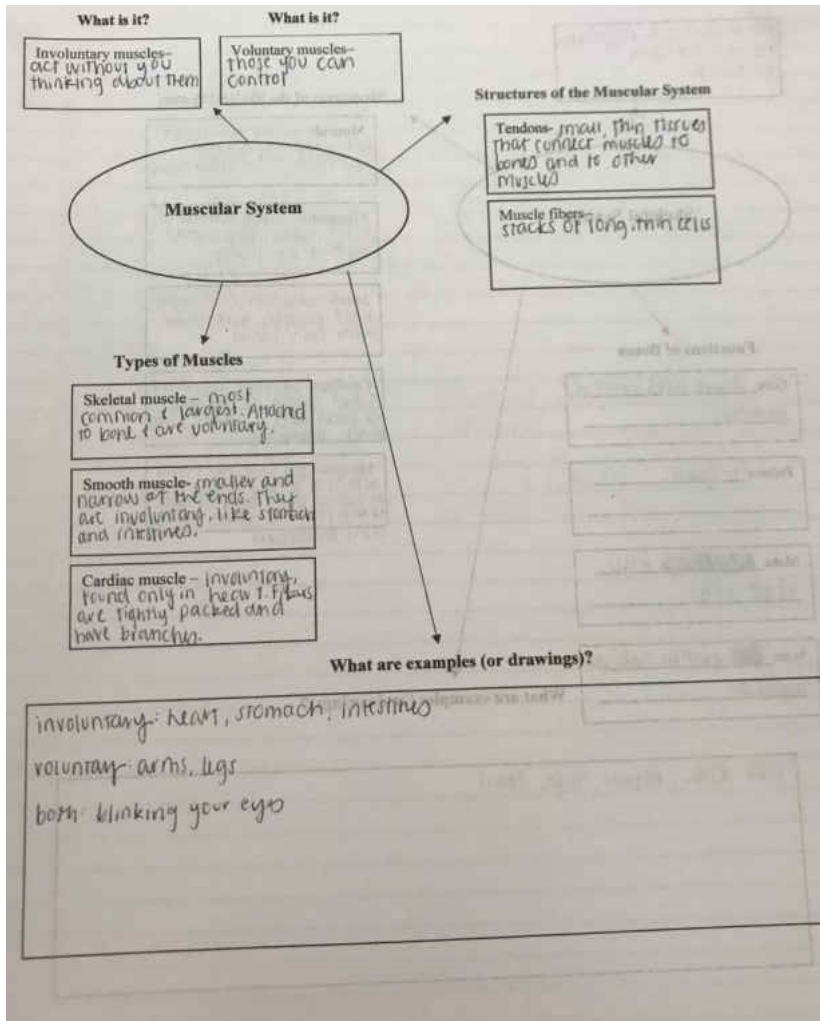 What is it?
What is it?
Involuntary muscles–
act without you
thinking about them
Voluntary muscles–
those you can
control
Structures of the Muscular System
Tendons- small, thin tissues
that connect muscles to
bones and to other
muscles
Muscle fibers–
stacks of long, thin cells
Muscular System
Types of Muscles
Skeletal muscle – most
common & largest. Attached
to bone & are voluntary.
Smooth muscle- smaller and
narrow at the ends. They
are involuntary, like stomach
and intestines.
Cardiac muscle – involuntary,
found only in heart. Fibers
are tightly packed and
have branches.
What are examples (or drawings)?
involuntary: heart, stomach, intestines
voluntary: arms, legs
both: blinking your eyes